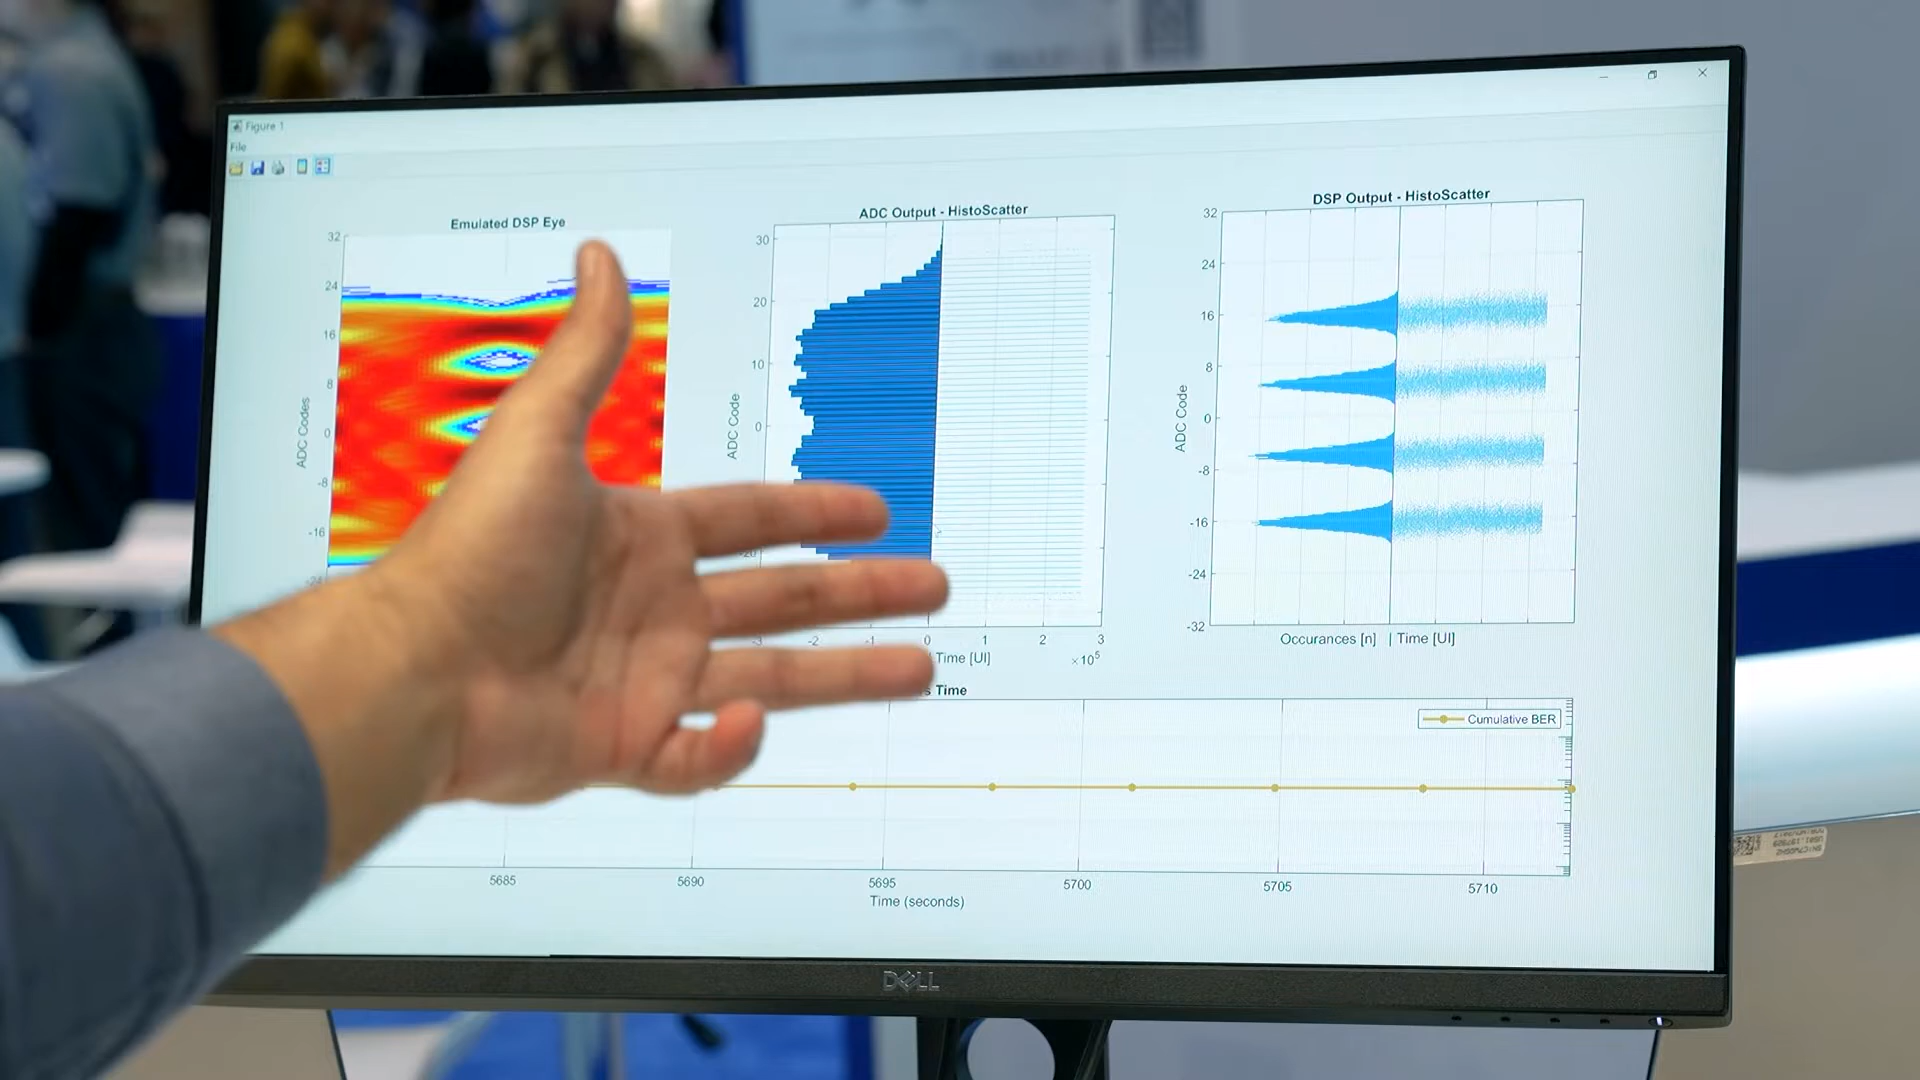 Figure 1
File
Emulated DSP Eye
ADC Output - HistoScatter
DSP Output - HistoScatter
32
24
16
8
0
-8
-16
-24
ADC Codes
30
20
10
0
-20
ADC Code
-3 -2 -1 0 1 2 3
Time [UI]
×10⁵
32
24
16
8
0
-8
-16
-24
-32
ADC Code
Occurances [n] | Time [UI]
s Time
Cumulative BER
5685 5690 5695 5700 5705 5710
Time (seconds)
DELL